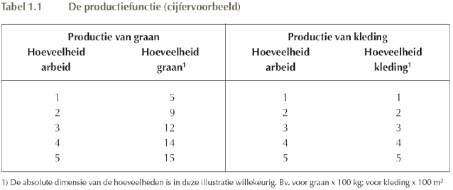 Tabel 1.1 De productiefunctie (cijfervoorbeeld)
Productie van graan Productie van kleding
Hoeveelheid Hoeveelheid Hoeveelheid Hoeveelheid
arbeid graan¹ arbeid kleding¹
1 5 1 1
2 9 2 2
3 12 3 3
4 14 4 4
5 15 5 5
1) De absolute dimensie van de hoeveelheden is in deze illustratie willekeurig. Bv. voor graan x 100 kg; voor kleding x 100 m²